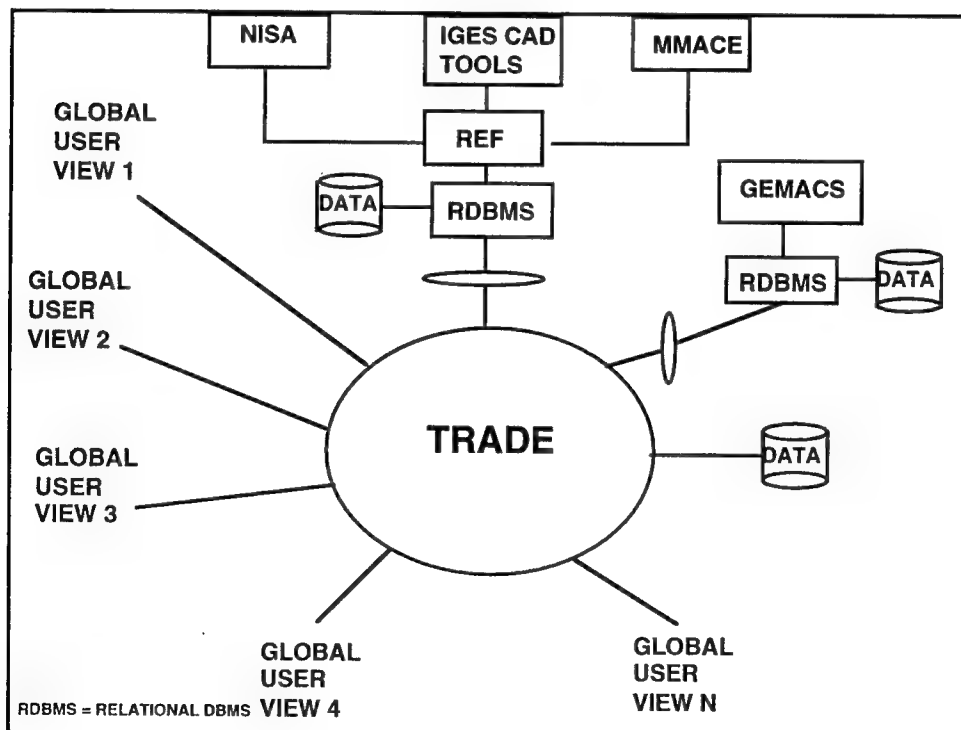 NISA
IGES CAD
TOOLS
MMACE
GLOBAL
USER
VIEW 1
REF
DATA
RDBMS
GEMACS
RDBMS
DATA
GLOBAL
USER
VIEW 2
TRADE
DATA
GLOBAL
USER
VIEW 3
GLOBAL
USER
VIEW 4
GLOBAL
USER
VIEW N
RDBMS = RELATIONAL DBMS